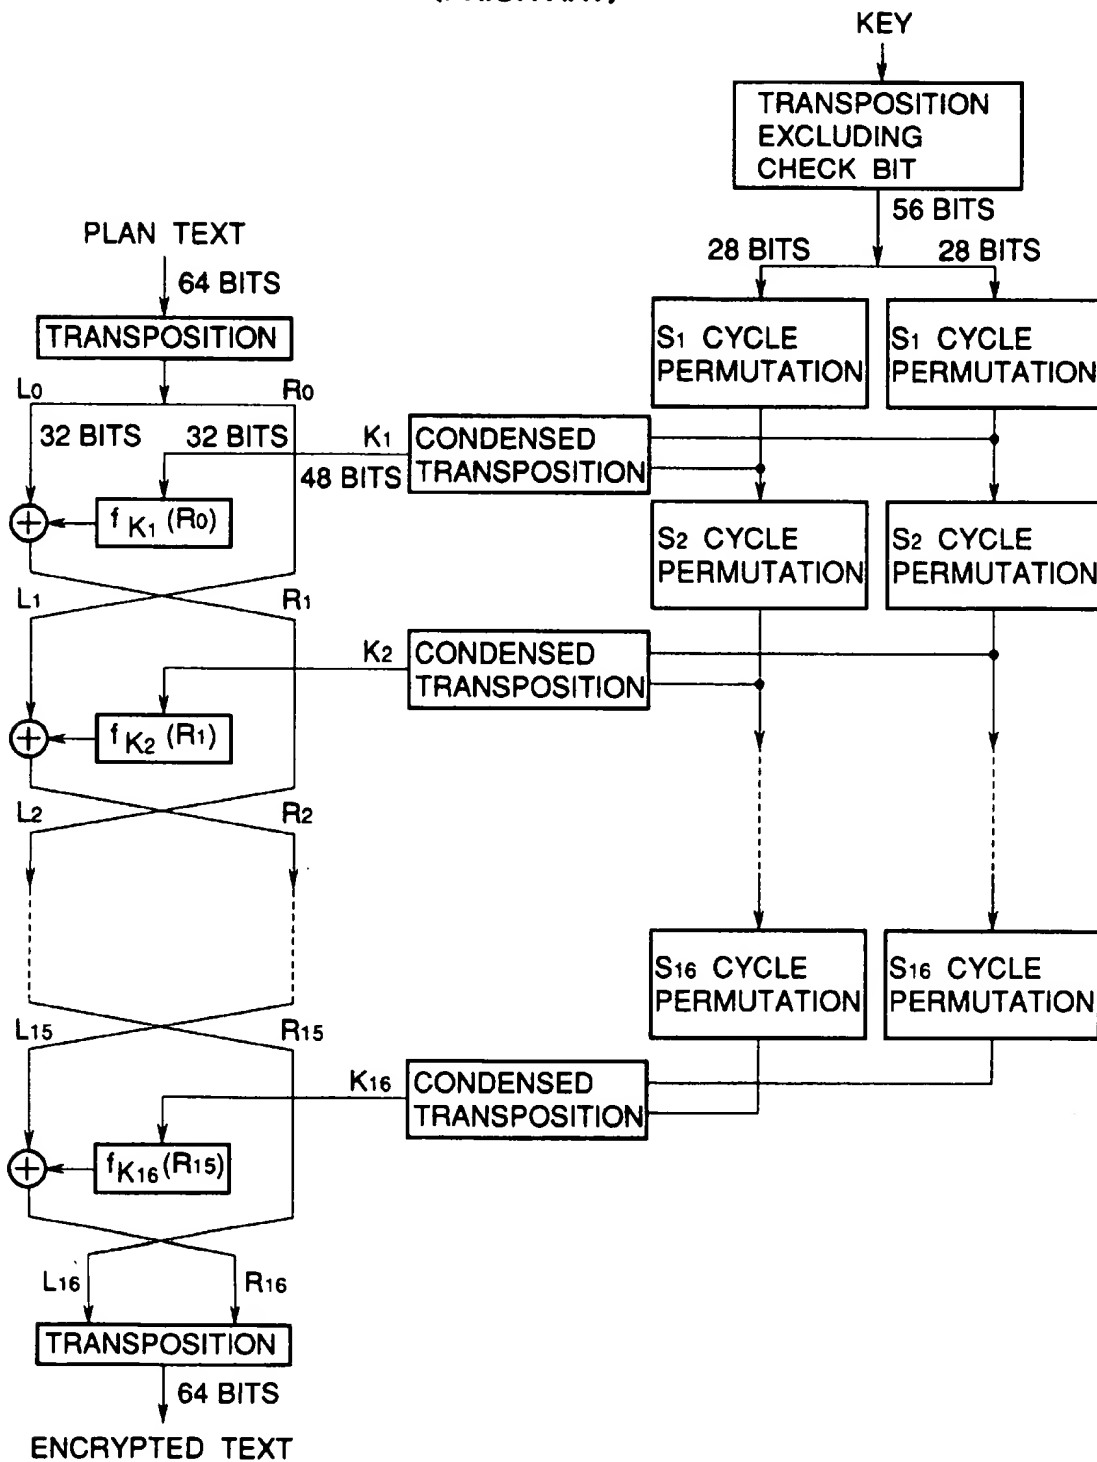 KEY
TRANSPOSITION
EXCLUDING
CHECK BIT
56 BITS
28 BITS 28 BITS
PLAN TEXT
64 BITS
TRANSPOSITION
S1 CYCLE
PERMUTATION
S1 CYCLE
PERMUTATION
L0 R0
32 BITS 32 BITS
K1
48 BITS
CONDENSED
TRANSPOSITION
fK1 (R0)
S2 CYCLE
PERMUTATION
S2 CYCLE
PERMUTATION
L1 R1
K2
CONDENSED
TRANSPOSITION
fK2 (R1)
L2 R2
S16 CYCLE
PERMUTATION
S16 CYCLE
PERMUTATION
L15 R15
K16
CONDENSED
TRANSPOSITION
fK16 (R15)
L16 R16
TRANSPOSITION
64 BITS
ENCRYPTED TEXT